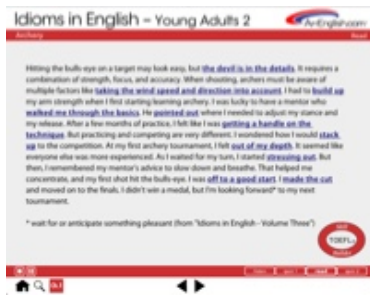 Idioms in English – Young Adults 2
Archery
Read
Hitting the bulls-eye on a target may look easy, but the devil is in the details. It requires a
combination of strength, focus, and accuracy. When shooting, archers must be aware of
multiple factors like taking the wind speed and direction into account. I had to build up
my arm strength when I first starting learning archery. I was lucky to have a mentor who
walked me through the basics. He pointed out where I needed to adjust my stance and
my release. After a few months of practice, I felt like I was getting a handle on the
technique. But practicing and competing are very different. I wondered how I would stack
up to the competition. At my first archery tournament, I felt out of my depth. It seemed like
everyone else was more experienced. As I waited for my turn, I started stressing out. But
then, I remembered my mentor's advice to slow down and breathe. That helped me
concentrate, and my first shot hit the bulls-eye. I was off to a good start. I made the cut
and moved on to the finals. I didn't win a medal, but I'm looking forward* to my next
tournament.
* wait for or anticipate something pleasant (from "Idioms in English - Volume Three")
TOEFL
read